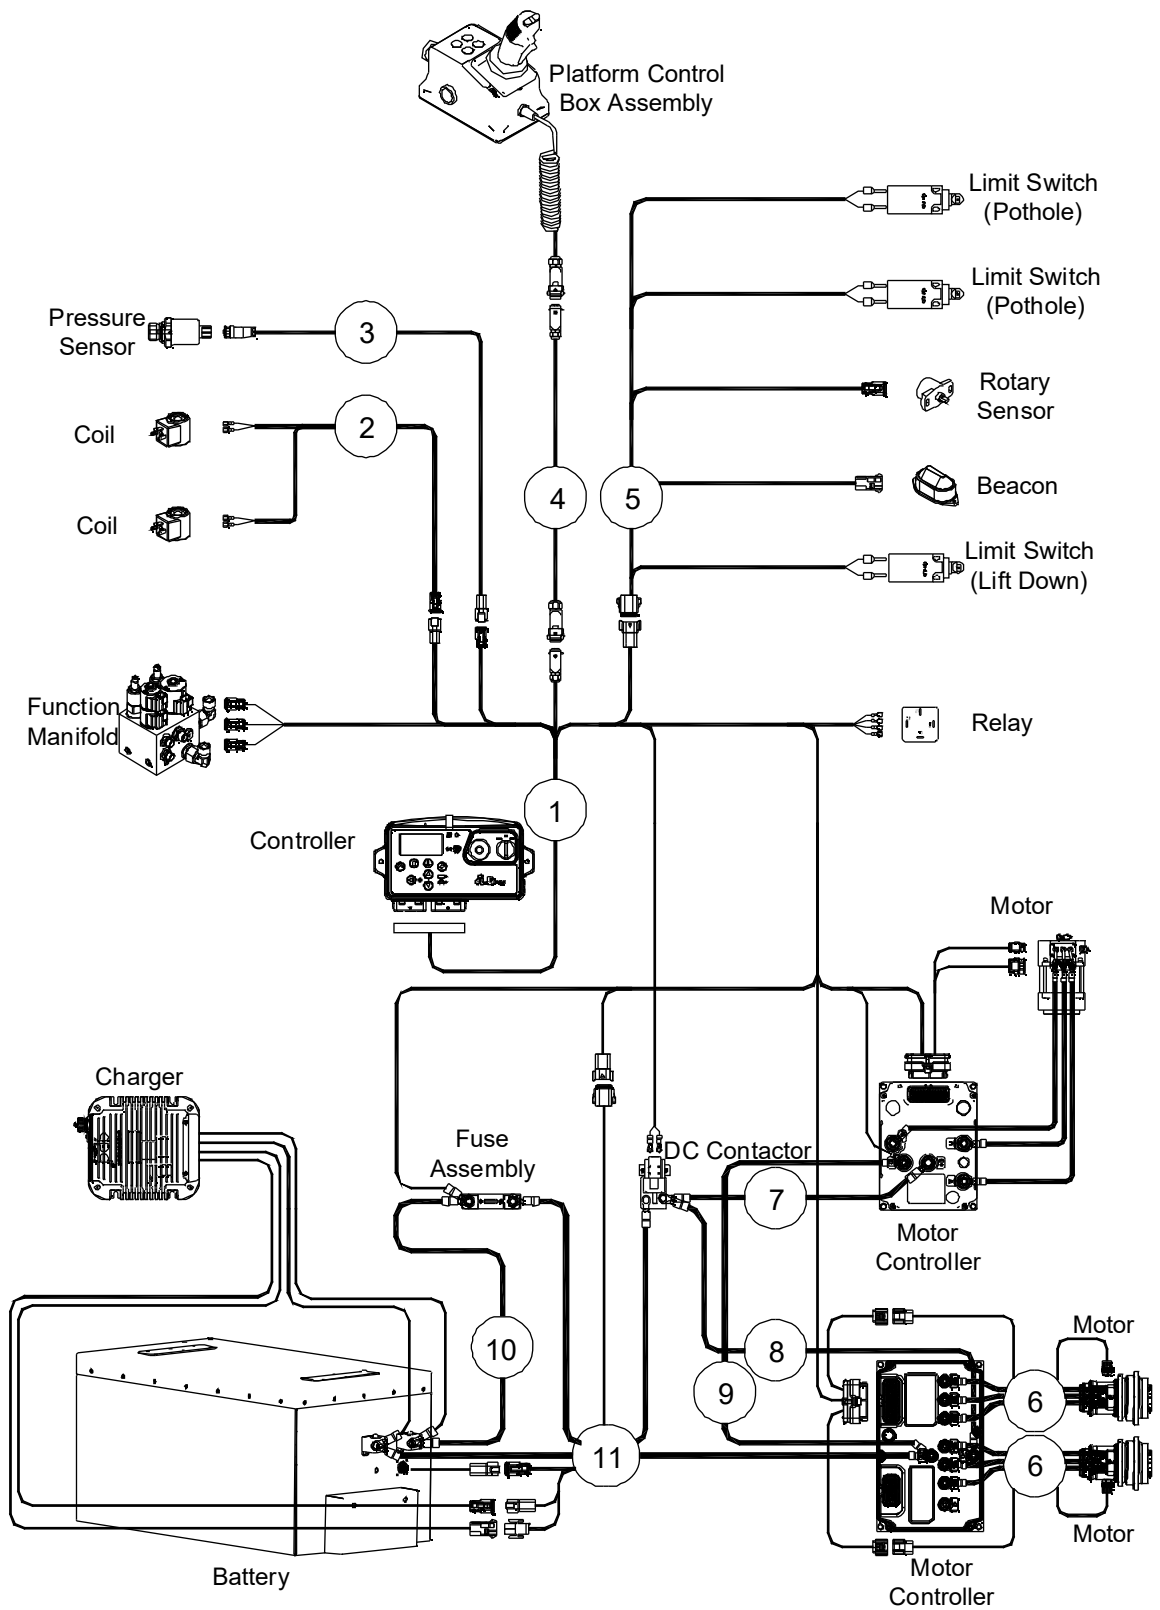 Platform Control
Box Assembly
Limit Switch
(Pothole)
Limit Switch
(Pothole)
Pressure
Sensor
3
Rotary
Sensor
Coil
2
4
5
Beacon
Coil
Limit Switch
(Lift Down)
Function
Manifold
Relay
1
Controller
Motor
Charger
Fuse
Assembly
DC Contactor
7
Motor
Controller
10
8
9
Motor
6
11
6
Motor
Battery
Motor
Controller